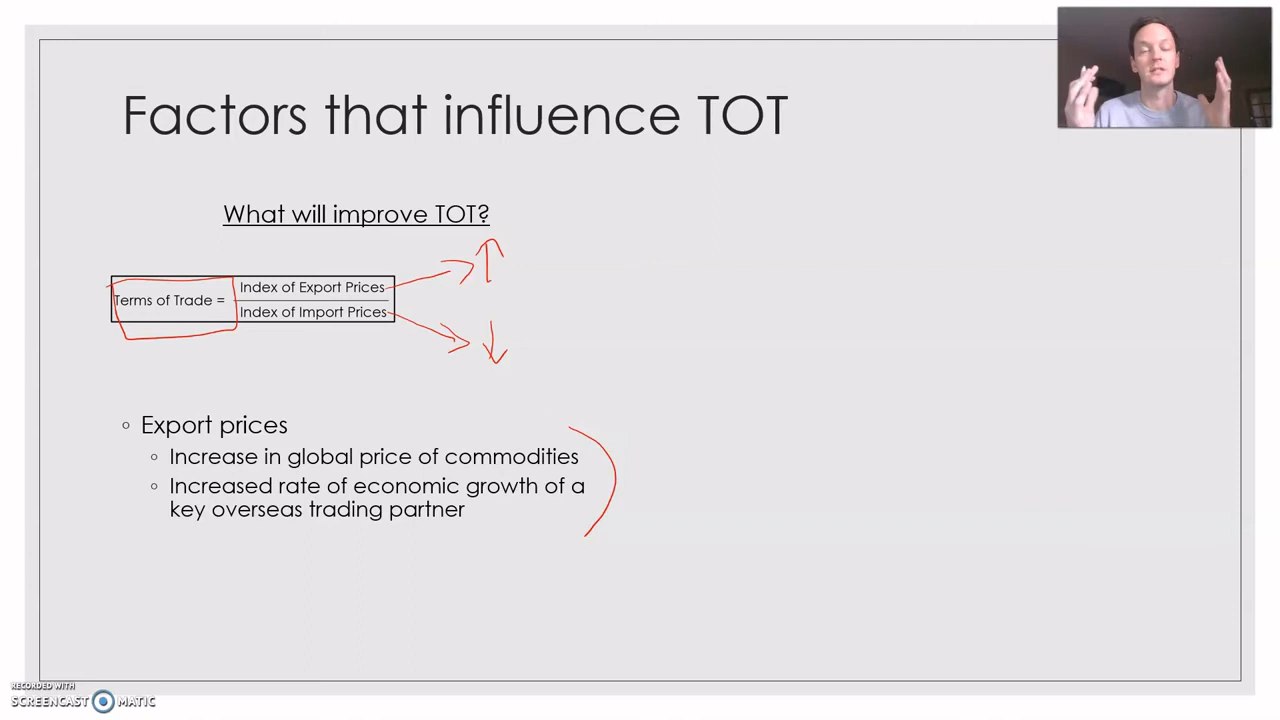 Factors that influence TOT
What will improve TOT?
Terms of Trade =
Index of Export Prices
Index of Import Prices
◦ Export prices
◦ Increase in global price of commodities
◦ Increased rate of economic growth of a
key overseas trading partner
RECORDED WITH
SCREENCAST MATIC